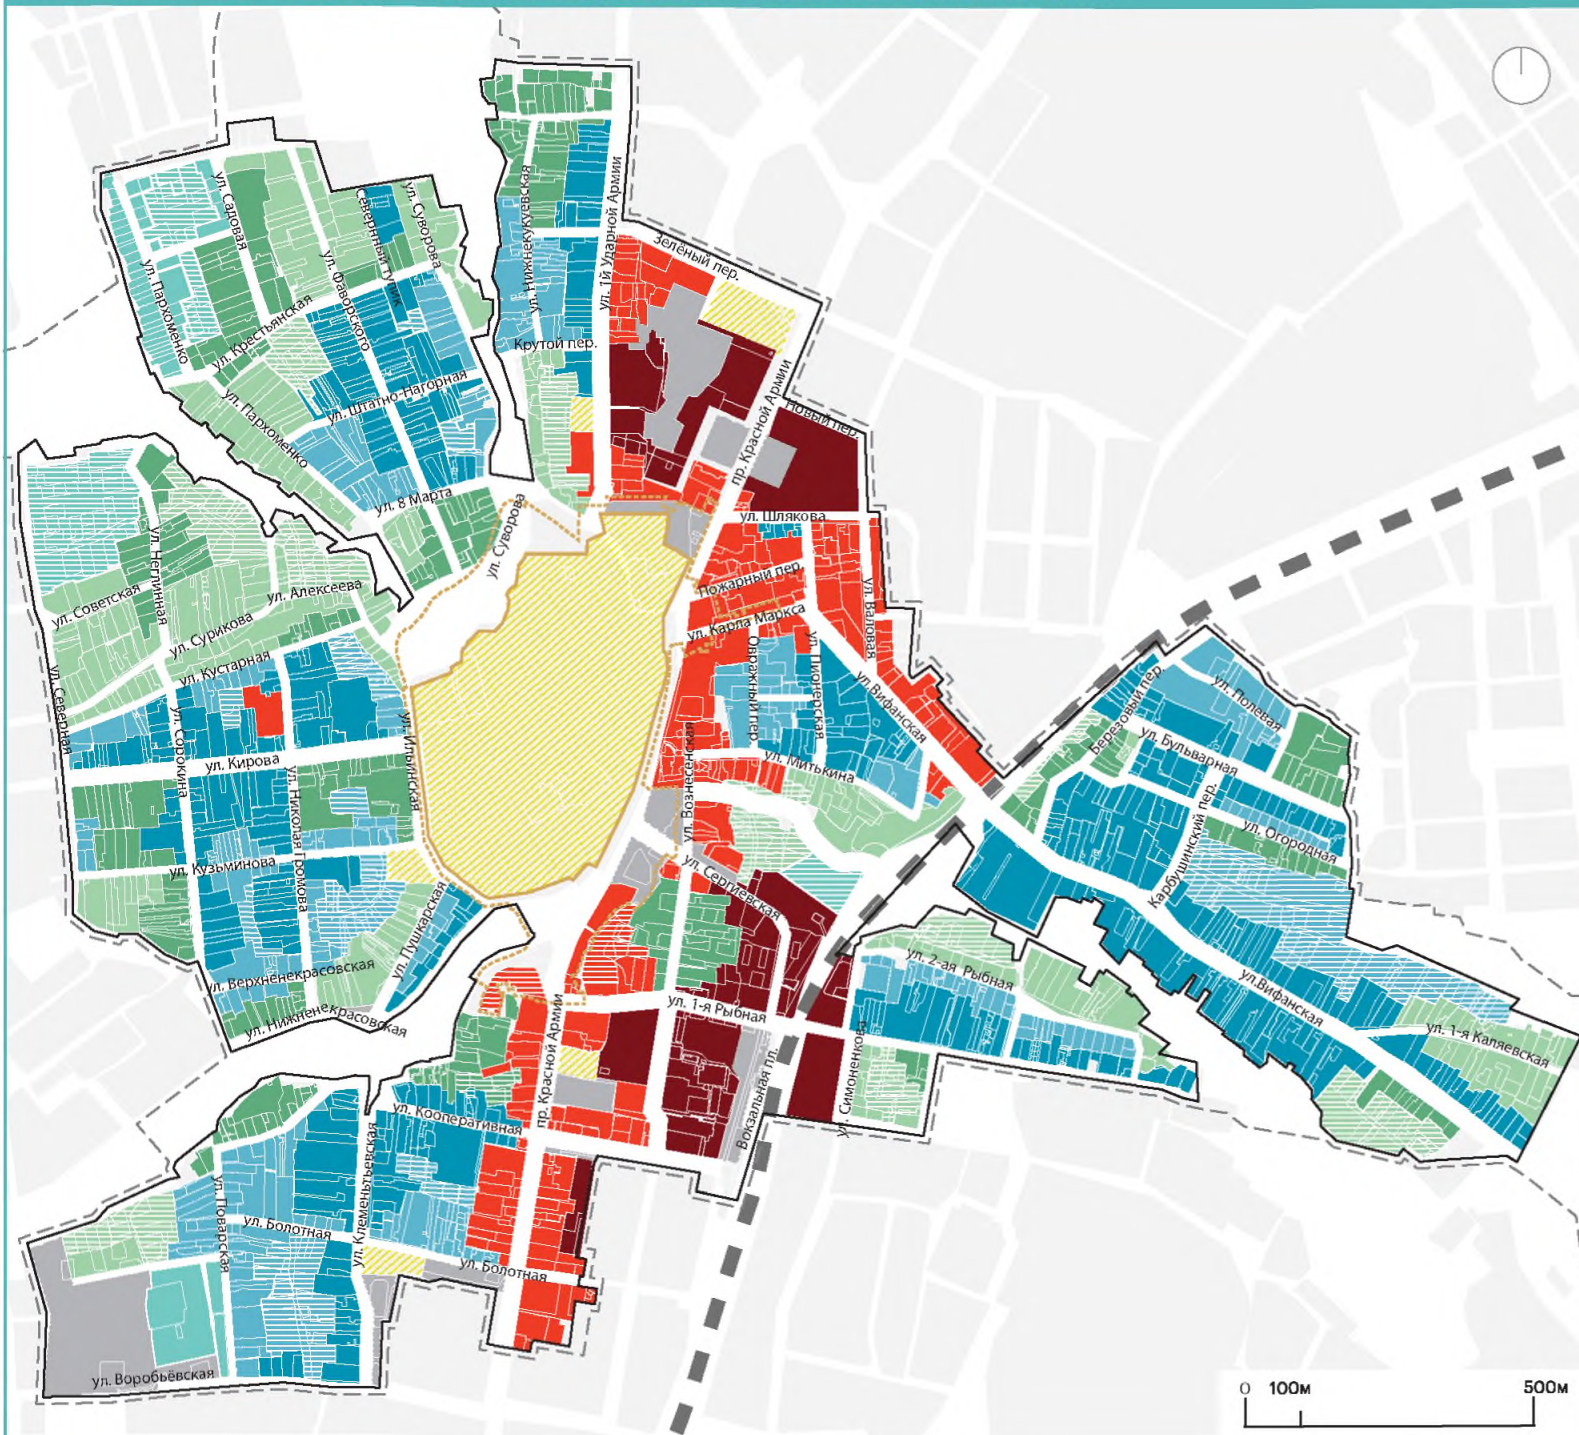 ул. Садовая
Северный тупик
ул. Суворова
ул. Нижнекукуевская
ул. 1й Ударной Армии
Зелёный пер.
ул. Пархоменко
ул. Фаворского
ул. Крестьянская
Крутой пер.
ул. Штатно-Нагорная
ул. Пархоменко
пр. Красной Армии
Новый пер.
ул. 8 Марта
ул. Суворова
ул. Шлякова
ул. Неглинная
ул. Советская
ул. Алексеева
ул. Сурикова
Пожарный пер.
ул. Карла Маркса
ул. Валовая
ул. Кустарная
ул. Северная
Овражный пер.
ул. Пионерская
ул. Вифанская
ул. Полевая
Березовый пер.
ул. Бульварная
ул. Сорокина
ул. Кирова
ул. Ильинская
ул. Вознесенская
ул. Митькина
ул. Николая Громова
Карбушинский пер.
ул. Огородная
ул. Кузьминова
ул. Сергиевская
ул. Пушкарская
ул. Верхненекрасовская
ул. 2-ая Рыбная
ул.Вифанская
ул. Нижненекрасовская
ул. 1-я Рыбная
ул. 1-я Каляевская
пр. Красной Армии
ул. Симоненкова
Вокзальная пл.
ул. Кооперативная
ул. Клементьевская
ул. Поварская
ул. Болотная
ул. Болотная
ул. Воробьёвская
0 100м 500м